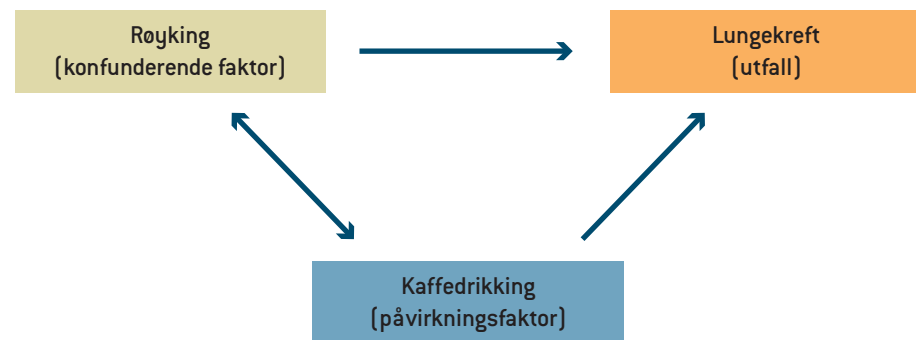 Røyking
(konfunderende faktor)
Lungekreft
(utfall)
Kaffedrikking
(påvirkningsfaktor)